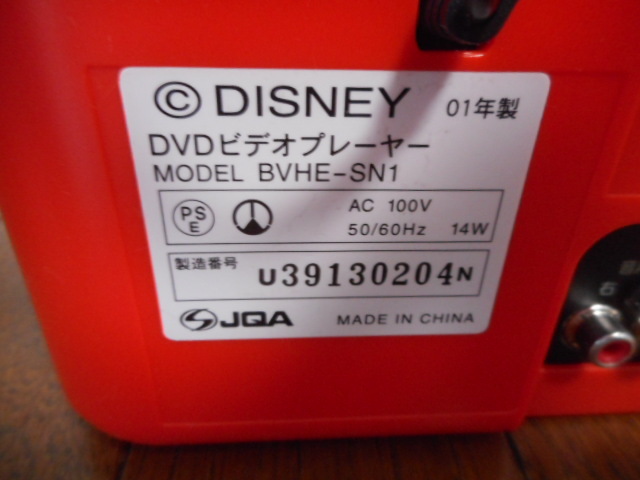 © DISNEY 01年製
DVDビデオプレーヤー
MODEL BVHE-SN1
PS
E
AC 100V
50/60Hz 14W
製造番号 U39130204N
JQA MADE IN CHINA
右